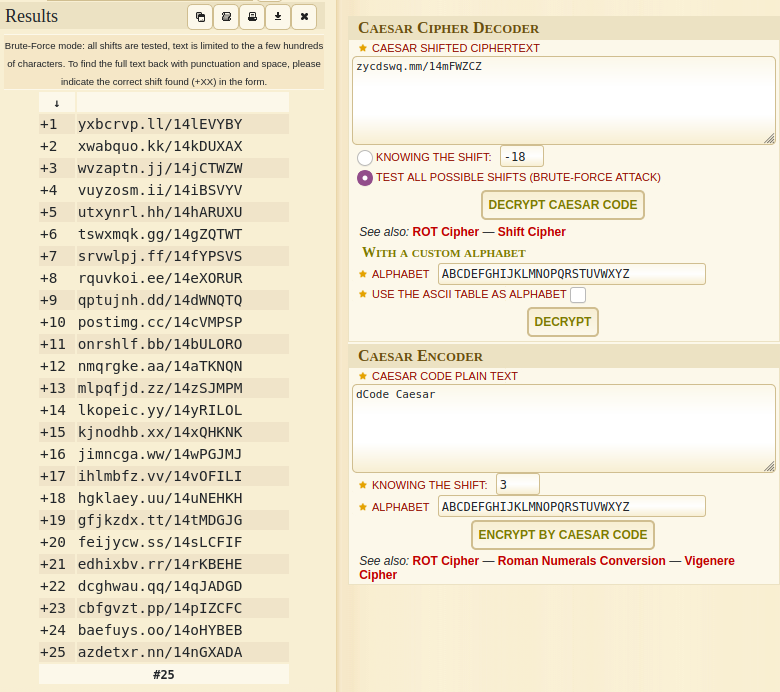 Results
Brute-Force mode: all shifts are tested, text is limited to the a few hundreds
of characters. To find the full text back with punctuation and space, please
indicate the correct shift found (+XX) in the form.
↓
+1 yxbcrvp.ll/14lEVYBY
+2 xwabquo.kk/14kDUXAX
+3 wvzaptn.jj/14jCTWZW
+4 vuyzosm.ii/14iBSVYV
+5 utxynrl.hh/14hARUXU
+6 tswxmqk.gg/14gZQTWT
+7 srvwlpj.ff/14fYPSVS
+8 rquvkoi.ee/14eXORUR
+9 qptujnh.dd/14dWNQTQ
+10 postimg.cc/14cVMPSP
+11 onrshlf.bb/14bULORO
+12 nmqrgke.aa/14aTKNQN
+13 mlpqfjd.zz/14zSJMPM
+14 lkopeic.yy/14yRILOL
+15 kjnodhb.xx/14xQHKNK
+16 jimncga.ww/14wPGJMJ
+17 ihlmbfz.vv/14vOFILI
+18 hgklaey.uu/14uNEHKH
+19 gfjkzdx.tt/14tMDGJG
+20 feijycw.ss/14sLCFIF
+21 edhixbv.rr/14rKBEHE
+22 dcghwau.qq/14qJADGD
+23 cbfgvzt.pp/14pIZCFC
+24 baefuys.oo/14oHYBEB
+25 azdetxr.nn/14nGXADA
#25
Caesar Cipher Decoder
★ CAESAR SHIFTED CIPHERTEXT
zycdswq.mm/14mFWZCZ
KNOWING THE SHIFT: -18
TEST ALL POSSIBLE SHIFTS (BRUTE-FORCE ATTACK)
DECRYPT CAESAR CODE
See also: ROT Cipher — Shift Cipher
With a custom alphabet
★ ALPHABET ABCDEFGHIJKLMNOPQRSTUVWXYZ
★ USE THE ASCII TABLE AS ALPHABET
DECRYPT
Caesar Encoder
★ CAESAR CODE PLAIN TEXT
dCode Caesar
★ KNOWING THE SHIFT: 3
★ ALPHABET ABCDEFGHIJKLMNOPQRSTUVWXYZ
ENCRYPT BY CAESAR CODE
See also: ROT Cipher — Roman Numerals Conversion — Vigenere
Cipher